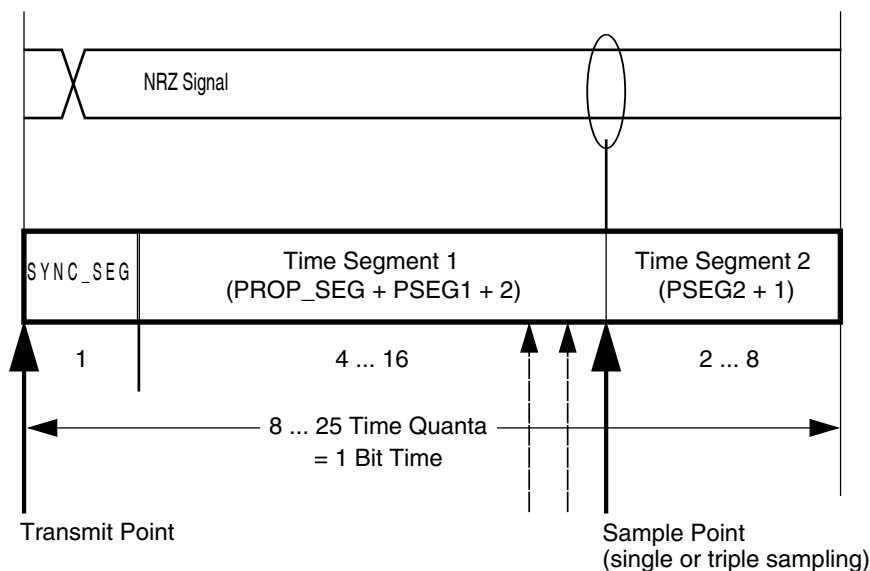 NRZ Signal
SYNC_SEG
Time Segment 1
(PROP_SEG + PSEG1 + 2)
Time Segment 2
(PSEG2 + 1)
1
4 ... 16
2 ... 8
8 ... 25 Time Quanta
= 1 Bit Time
Transmit Point
Sample Point
(single or triple sampling)